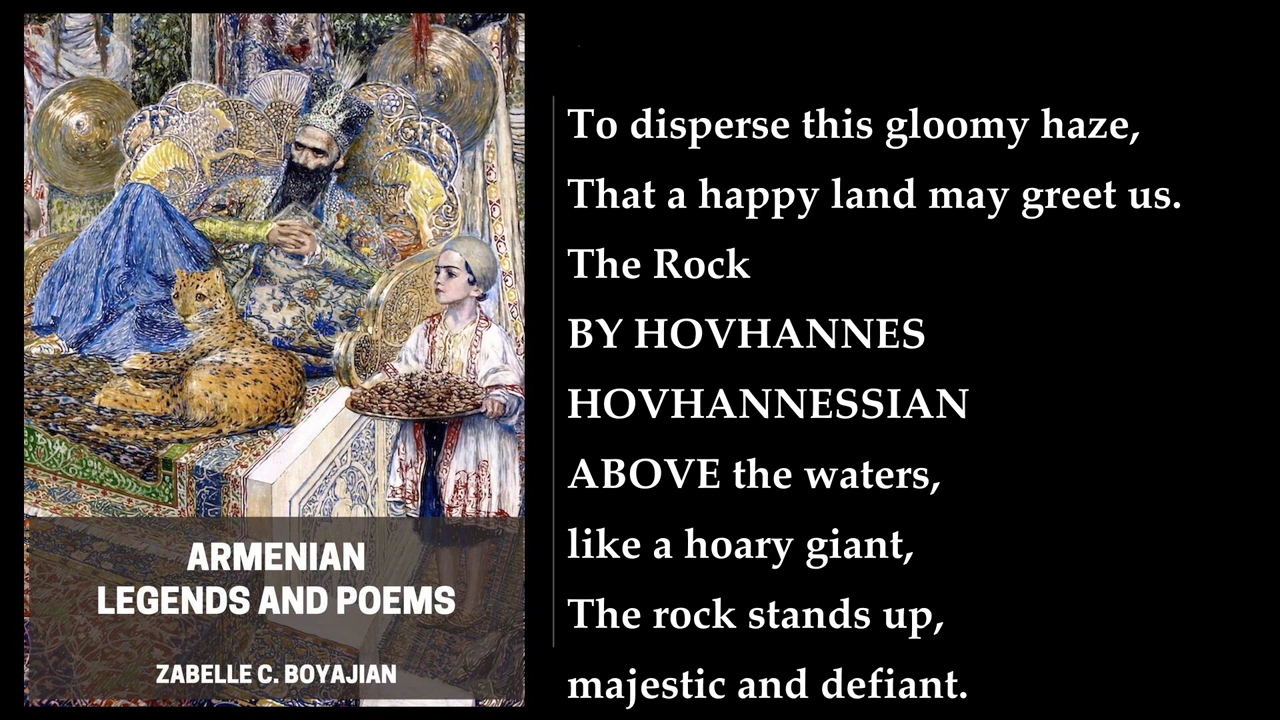 ARMENIAN
LEGENDS AND POEMS
ZABELLE C. BOYAJIAN
To disperse this gloomy haze,
That a happy land may greet us.
The Rock
BY HOVHANNES
HOVHANNESSIAN
ABOVE the waters,
like a hoary giant,
The rock stands up,
majestic and defiant.